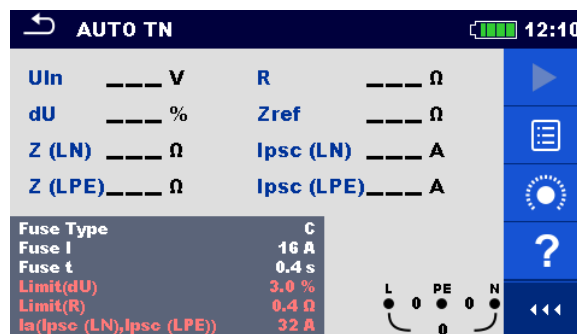 AUTO TN 12:10
Uln ___ V R ___ Ω
dU ___ % Zref ___ Ω
Z (LN) ___ Ω Ipsc (LN) ___ A
Z (LPE)___ Ω Ipsc (LPE)___ A
Fuse Type C
Fuse I 16 A
Fuse t 0.4 s
Limit(dU) 3.0 %
Limit(R) 0.4 Ω
Ia(Ipsc (LN),Ipsc (LPE)) 32 A
L PE N
0 0
0
?